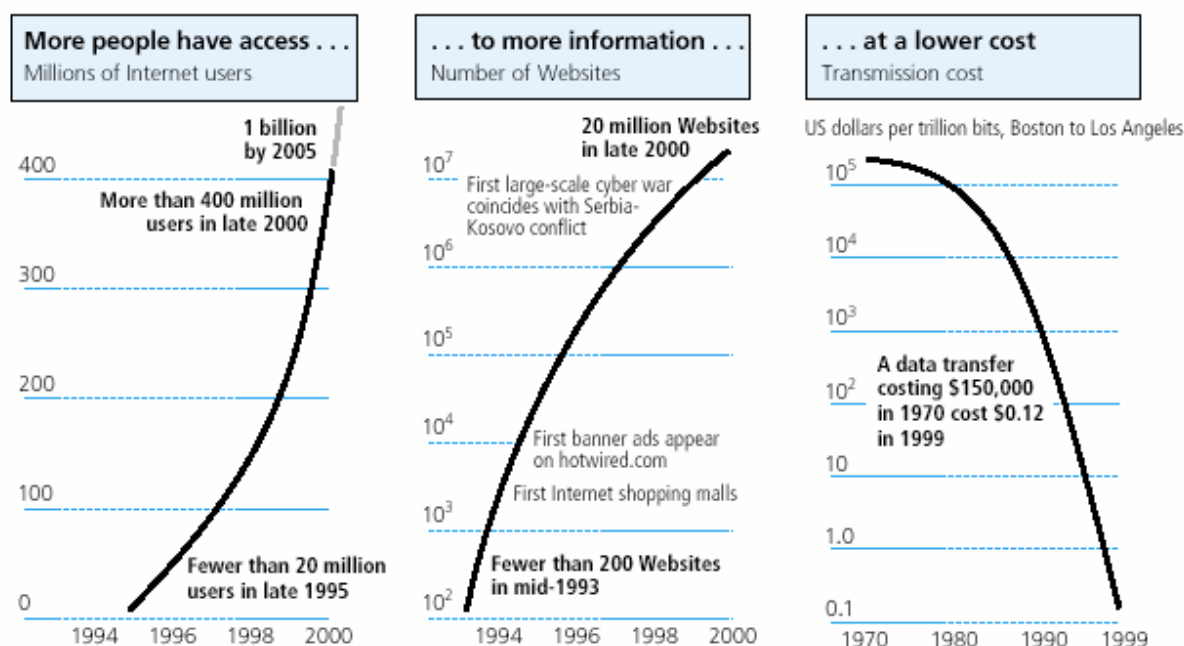 More people have access . . .
Millions of Internet users
1 billion
by 2005
400
More than 400 million
users in late 2000
300
200
100
Fewer than 20 million
users in late 1995
0
1994 1996 1998 2000
. . . to more information . . .
Number of Websites
20 million Websites
in late 2000
10⁷
First large-scale cyber war
coincides with Serbia-
Kosovo conflict
10⁶
10⁵
10⁴
First banner ads appear
on hotwired.com
First Internet shopping malls
10³
Fewer than 200 Websites
in mid-1993
10²
1994 1996 1998 2000
. . . at a lower cost
Transmission cost
US dollars per trillion bits, Boston to Los Angeles
10⁵
10⁴
10³
A data transfer
costing $150,000
in 1970 cost $0.12
in 1999
10²
10
1.0
0.1
1970 1980 1990 1999